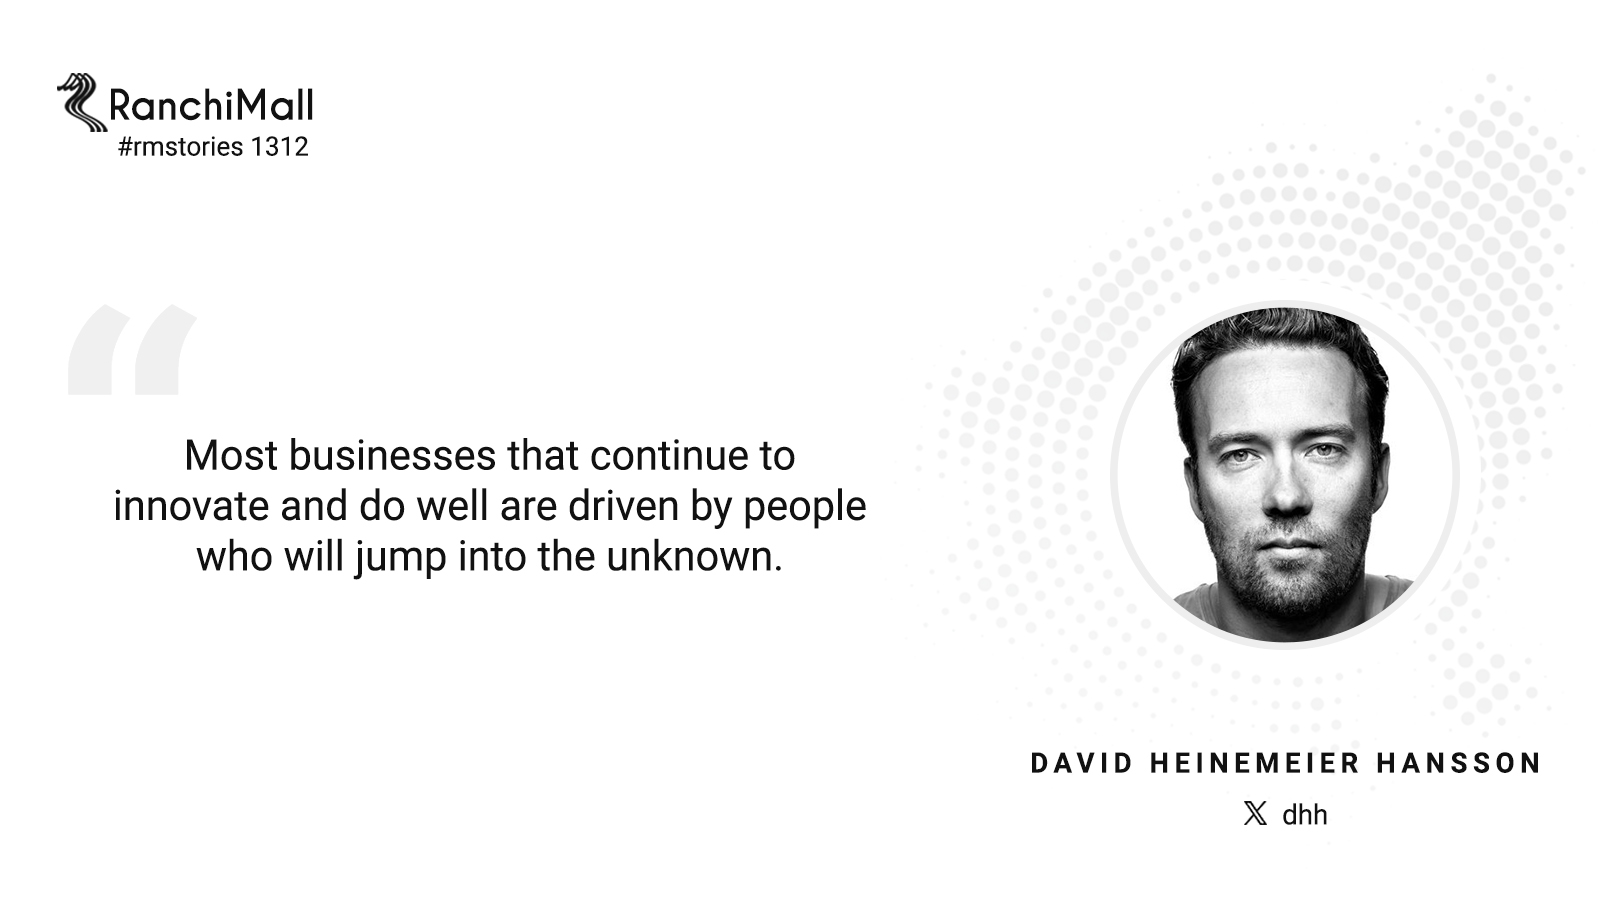 RanchiMall
#rmstories 1312
“
Most businesses that continue to
innovate and do well are driven by people
who will jump into the unknown.
DAVID HEINEMEIER HANSSON
𝕏 dhh